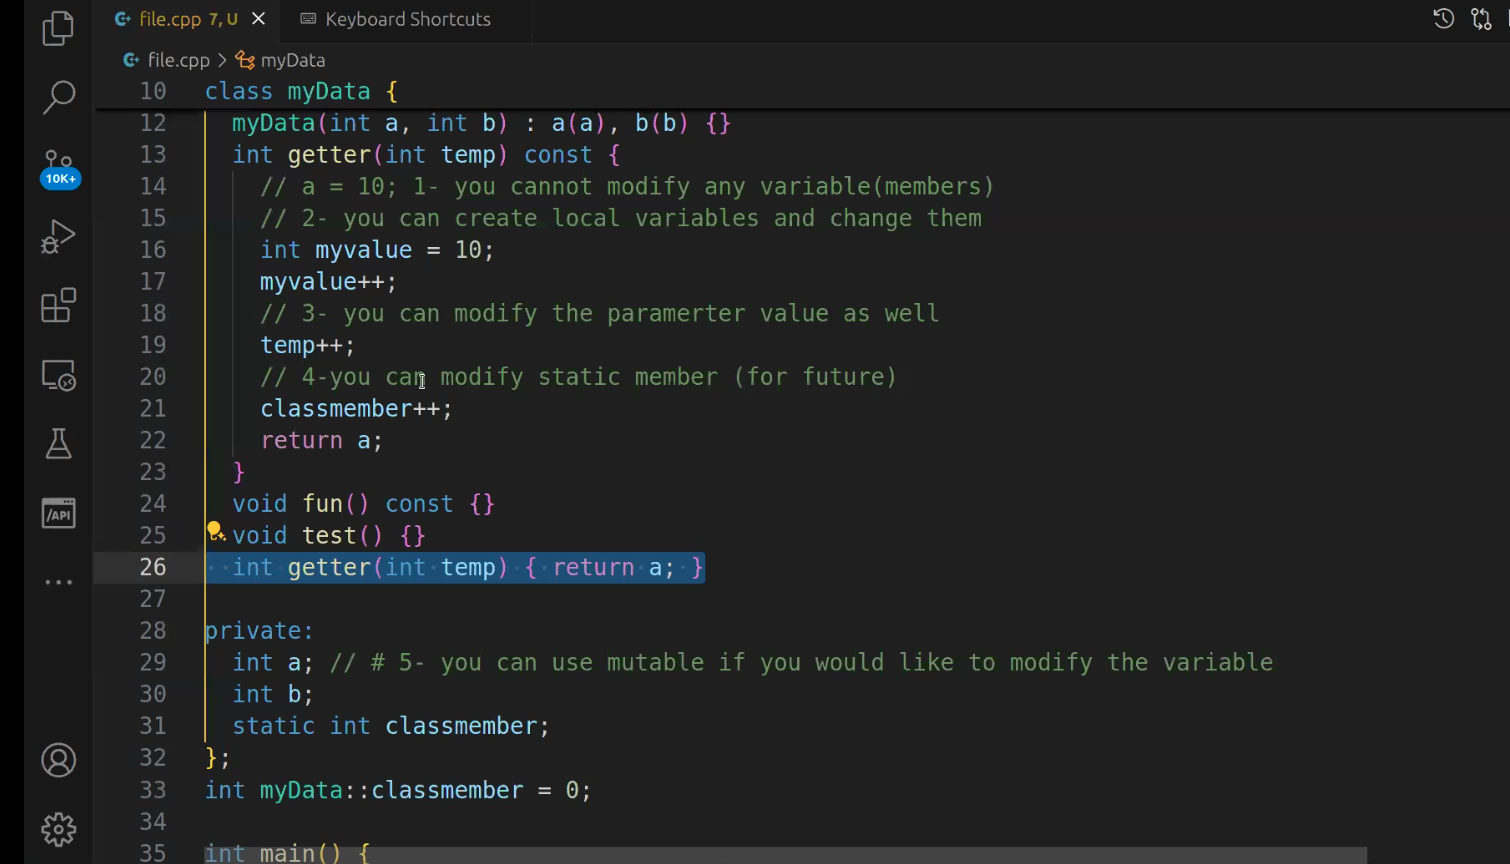 file.cpp 7, U
Keyboard Shortcuts
file.cpp > myData
10 class myData {
12 myData(int a, int b) : a(a), b(b) {}
13 int getter(int temp) const {
14 // a = 10; 1- you cannot modify any variable(members)
15 // 2- you can create local variables and change them
16 int myvalue = 10;
17 myvalue++;
18 // 3- you can modify the paramerter value as well
19 temp++;
20 // 4-you can modify static member (for future)
21 classmember++;
22 return a;
23 }
24 void fun() const {}
25 void test() {}
26 int getter(int temp) { return a; }
27
28 private:
29 int a; // # 5- you can use mutable if you would like to modify the variable
30 int b;
31 static int classmember;
32 };
33 int myData::classmember = 0;
34
35 int main() {
10K+
/API